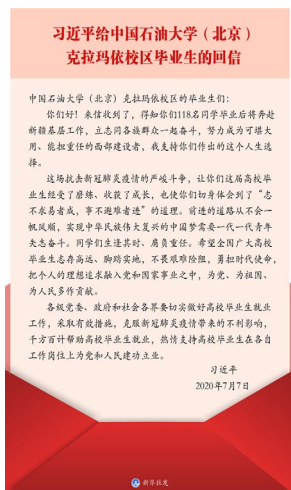 习近平给中国石油大学（北京）
克拉玛依校区毕业生的回信
中国石油大学（北京）克拉玛依校区的毕业生们：
你们好！来信收到了，得知你们118名同学毕业后将奔赴
新疆基层工作，立志同各族群众一起奋斗，努力成为可堪大
用、能担重任的西部建设者，我支持你们作出的这个人生选
择。
这场抗击新冠肺炎疫情的严峻斗争，让你们这届高校毕
业生经受了磨练、收获了成长，也使你们切身体会到了“志
不求易者成，事不避难者进”的道理。前进的道路从不会一
帆风顺，实现中华民族伟大复兴的中国梦需要一代一代青年
矢志奋斗。同学们生逢其时、肩负重任。希望全国广大高校
毕业生志存高远、脚踏实地，不畏艰难险阻，勇担时代使命，
把个人的理想追求融入党和国家事业之中，为党、为祖国、
为人民多作贡献。
各级党委、政府和社会各界要切实做好高校毕业生就业
工作，采取有效措施，克服新冠肺炎疫情带来的不利影响，
千方百计帮助高校毕业生就业，热情支持高校毕业生在各自
工作岗位上为党和人民建功立业。
习近平
2020年7月7日
新华社发